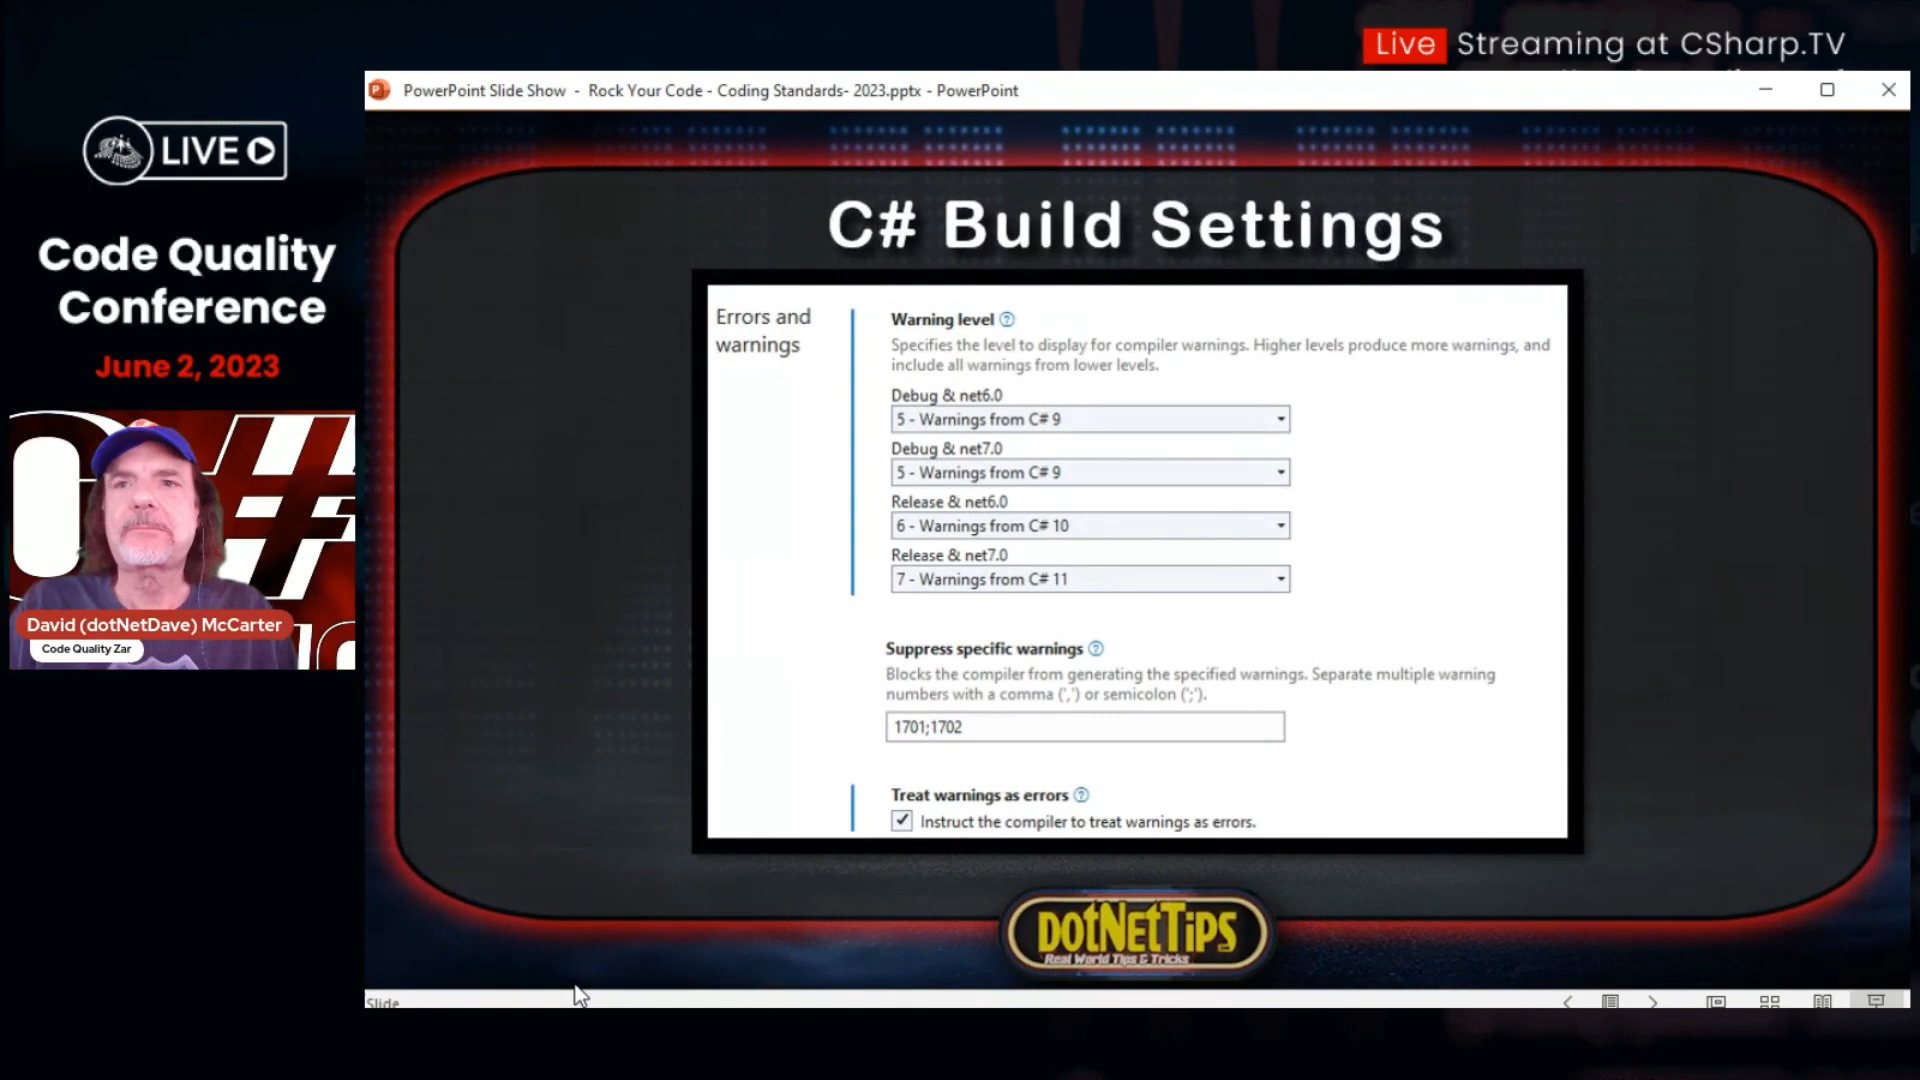 Live Streaming at CSharp.TV
PowerPoint Slide Show - Rock Your Code - Coding Standards- 2023.pptx - PowerPoint
LIVE
Code Quality
Conference
June 2, 2023
David (dotNetDave) McCarter
Code Quality Zar
C# Build Settings
Errors and
warnings
Warning level
Specifies the level to display for compiler warnings. Higher levels produce more warnings, and
include all warnings from lower levels.
Debug & net6.0
5 - Warnings from C# 9
Debug & net7.0
5 - Warnings from C# 9
Release & net6.0
6 - Warnings from C# 10
Release & net7.0
7 - Warnings from C# 11
Suppress specific warnings
Blocks the compiler from generating the specified warnings. Separate multiple warning
numbers with a comma (',') or semicolon (';').
1701;1702
Treat warnings as errors
Instruct the compiler to treat warnings as errors.
dotNetTips
Real World Tips & Tricks
Slide